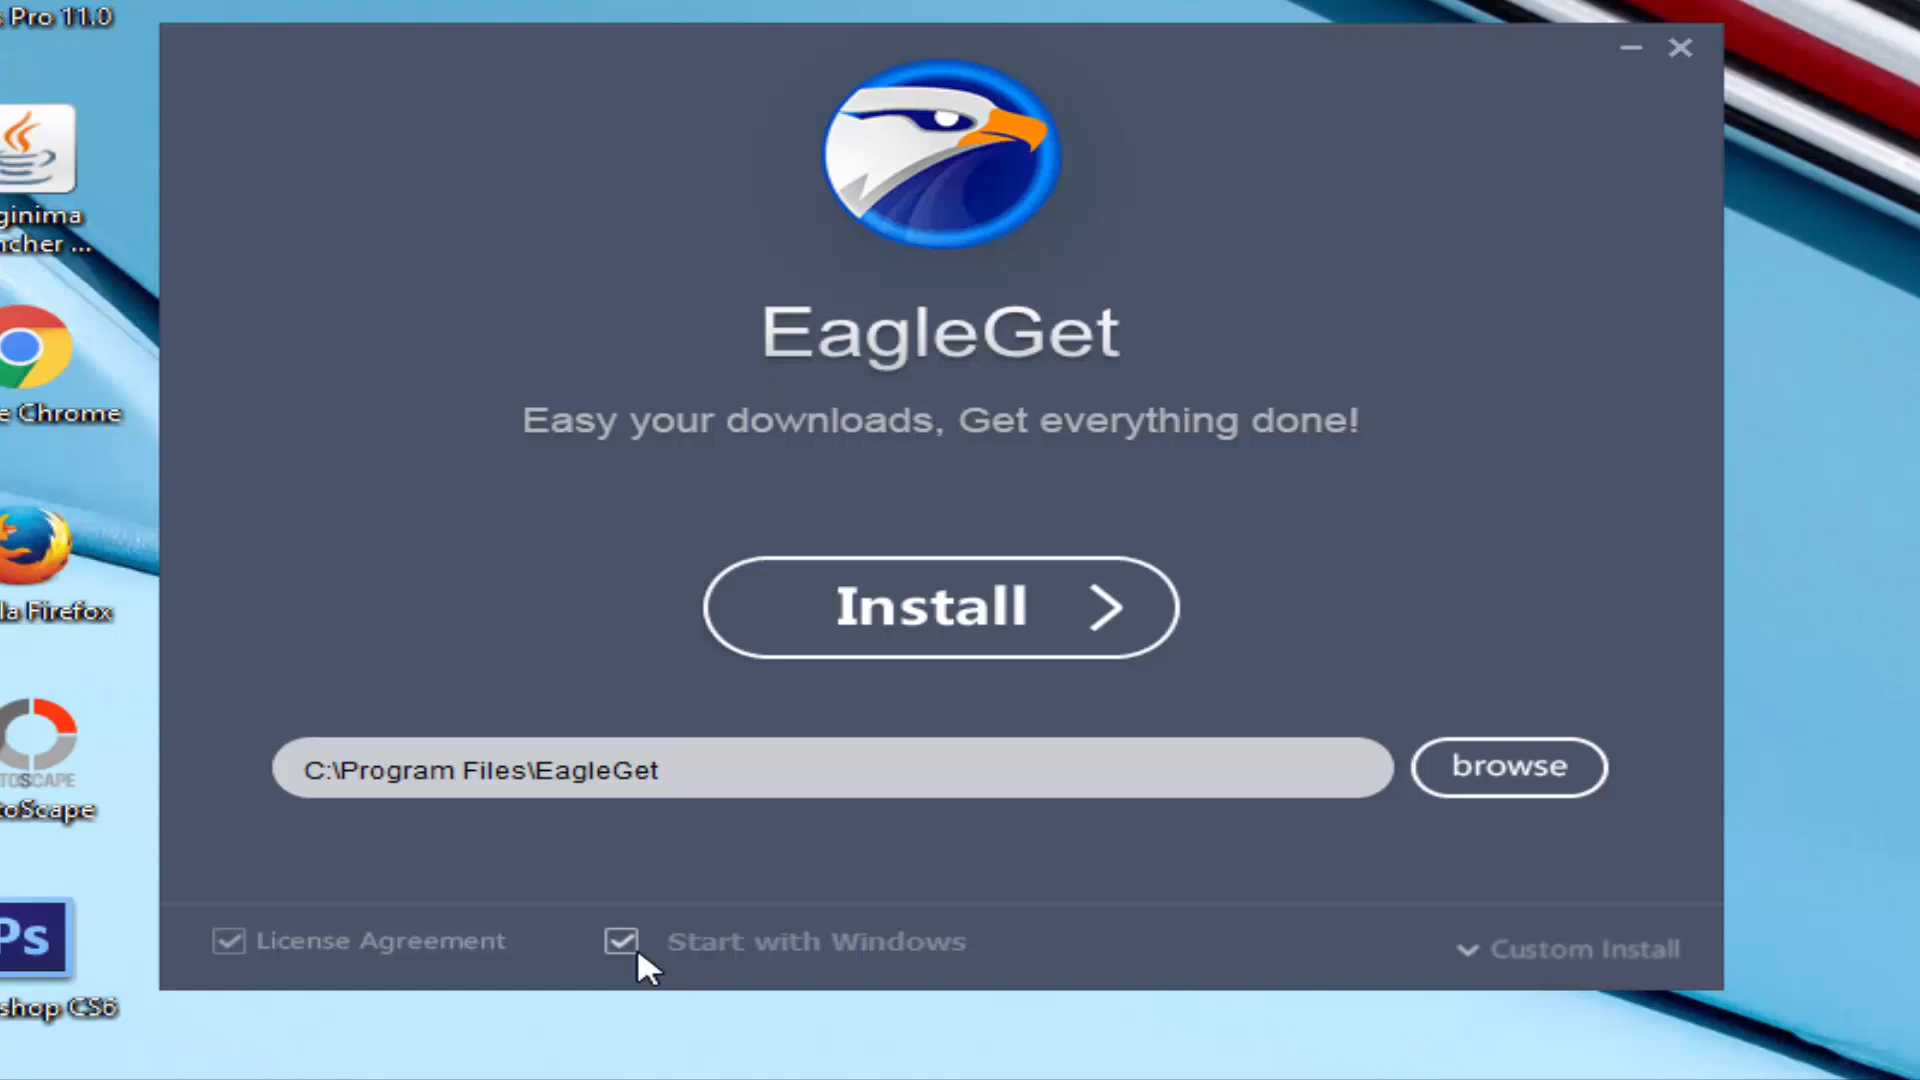 s Pro 11.0
ginima
ncher ...
e Chrome
la Firefox
TOSCAPE
toScape
Ps
shop CS6
EagleGet
Easy your downloads, Get everything done!
Install
C:\Program Files\EagleGet
browse
License Agreement
Start with Windows
Custom Install